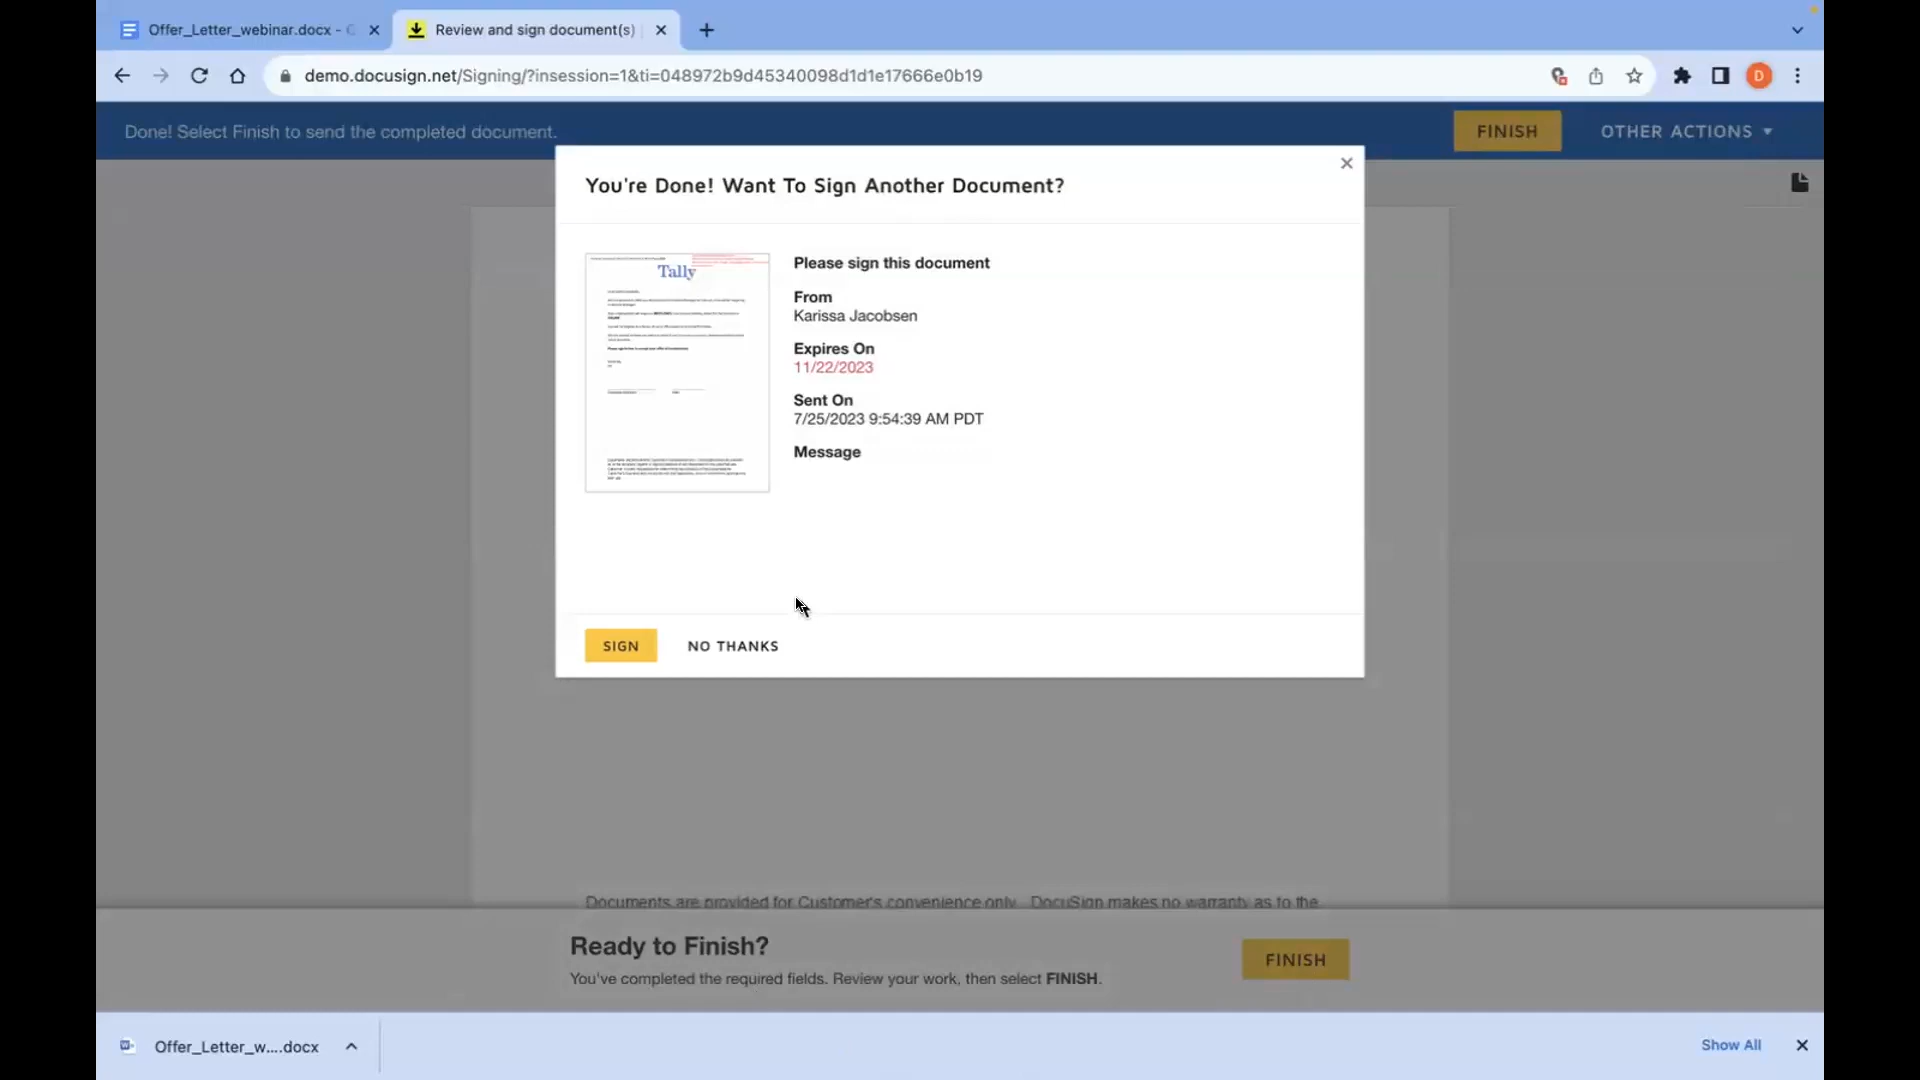 Offer_Letter_webinar.docx - G
Review and sign document(s)
demo.docusign.net/Signing/?insession=1&ti=048972b9d45340098d1d1e17666e0b19
D
Done! Select Finish to send the completed document.
FINISH
OTHER ACTIONS
You're Done! Want To Sign Another Document?
Tally
Please sign this document
From
Karissa Jacobsen
Expires On
11/22/2023
Sent On
7/25/2023 9:54:39 AM PDT
Message
SIGN
NO THANKS
Documents are provided for Customer's convenience only. DocuSign makes no warranty as to the
Ready to Finish?
You've completed the required fields. Review your work, then select FINISH.
FINISH
Offer_Letter_w....docx
Show All